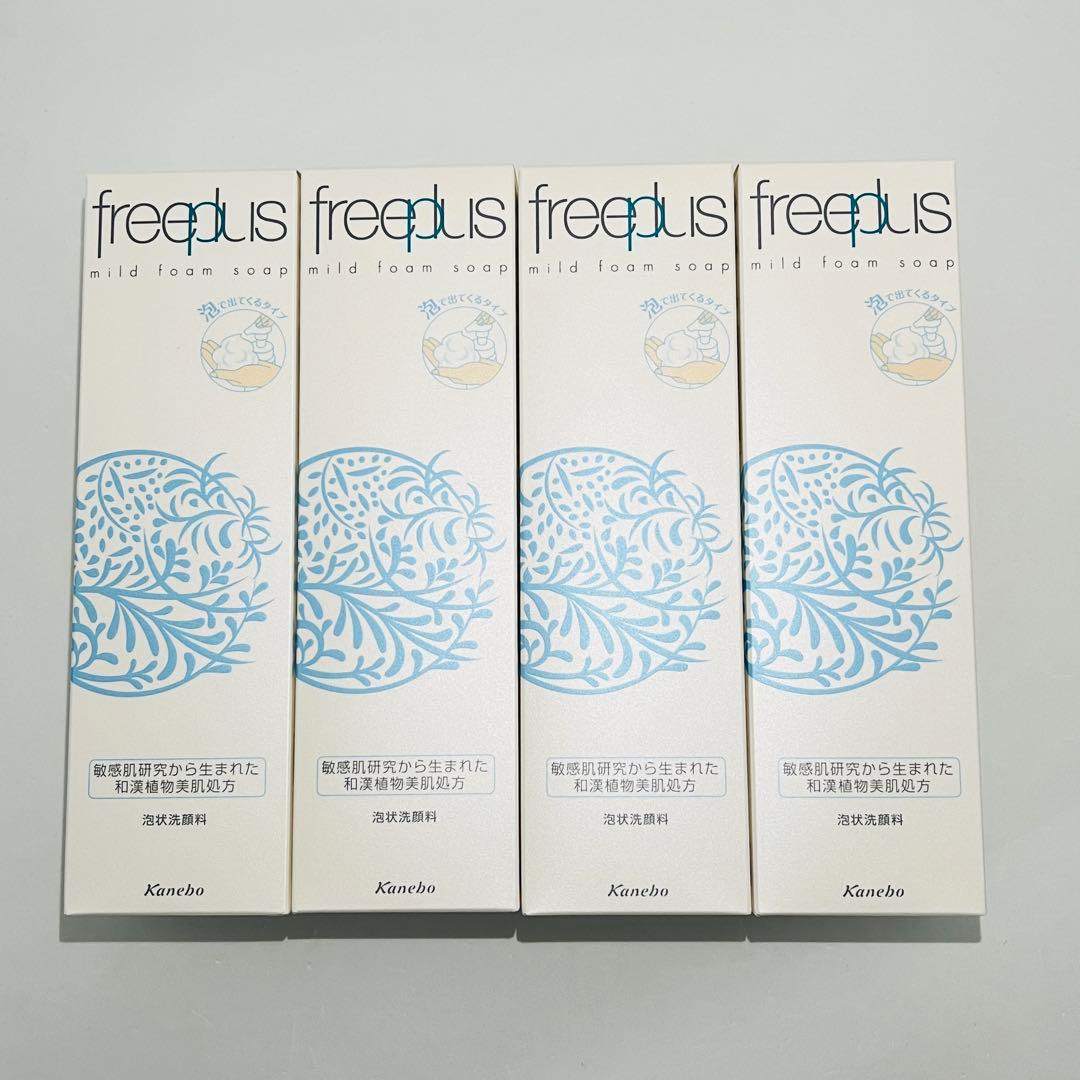 freeplus
mild foam soap
泡で出てくるタイプ
敏感肌研究から生まれた
和漢植物美肌処方
泡状洗顔料
Kanebo
freeplus
mild foam soap
泡で出てくるタイプ
敏感肌研究から生まれた
和漢植物美肌処方
泡状洗顔料
Kanebo
freeplus
mild foam soap
泡で出てくるタイプ
敏感肌研究から生まれた
和漢植物美肌処方
泡状洗顔料
Kanebo
freeplus
mild foam soap
泡で出てくるタイプ
敏感肌研究から生まれた
和漢植物美肌処方
泡状洗顔料
Kanebo